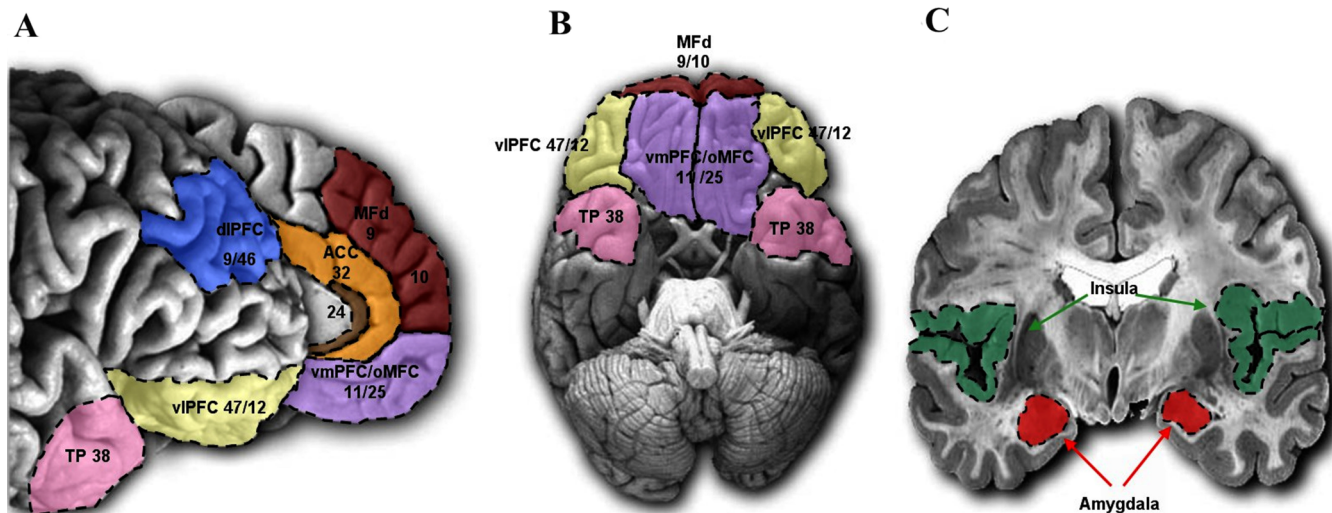 A
B
C
MFd
9
10
dlPFC
9/46
ACC
32
24
vmPFC/oMFC
11/25
vlPFC 47/12
TP 38
MFd
9/10
vlPFC 47/12
vlPFC 47/12
vmPFC/oMFC
11 /25
TP 38
TP 38
Insula
Amygdala